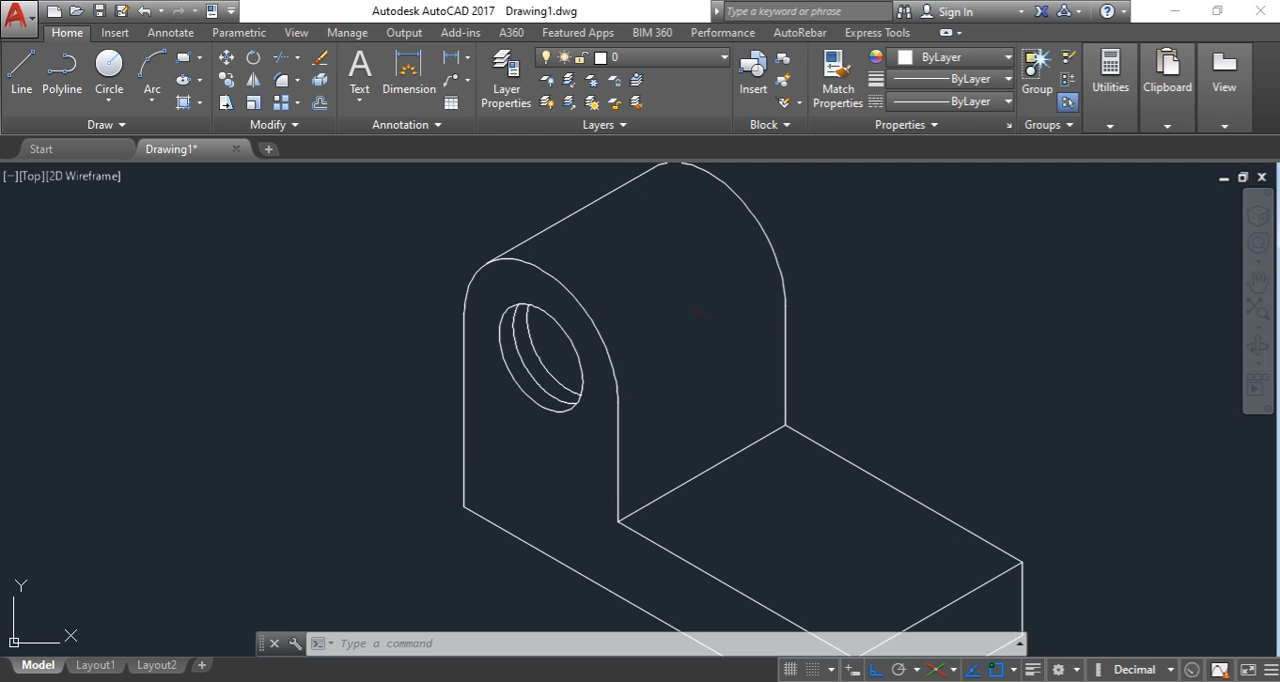 Autodesk AutoCAD 2017 Drawing1.dwg
Type a keyword or phrase
Sign In
Home Insert Annotate Parametric View Manage Output Add-ins A360 Featured Apps BIM 360 Performance AutoRebar Express Tools
Line Polyline Circle Arc
Draw
Modify
Text Dimension
Annotation
Layer Properties
0
Layers
Insert
Block
Match Properties
ByLayer
ByLayer
ByLayer
Properties
Group
Groups
Utilities
Clipboard
View
Start
Drawing1*
[−][Top][2D Wireframe]
Y
X
Type a command
Model Layout1 Layout2
Decimal